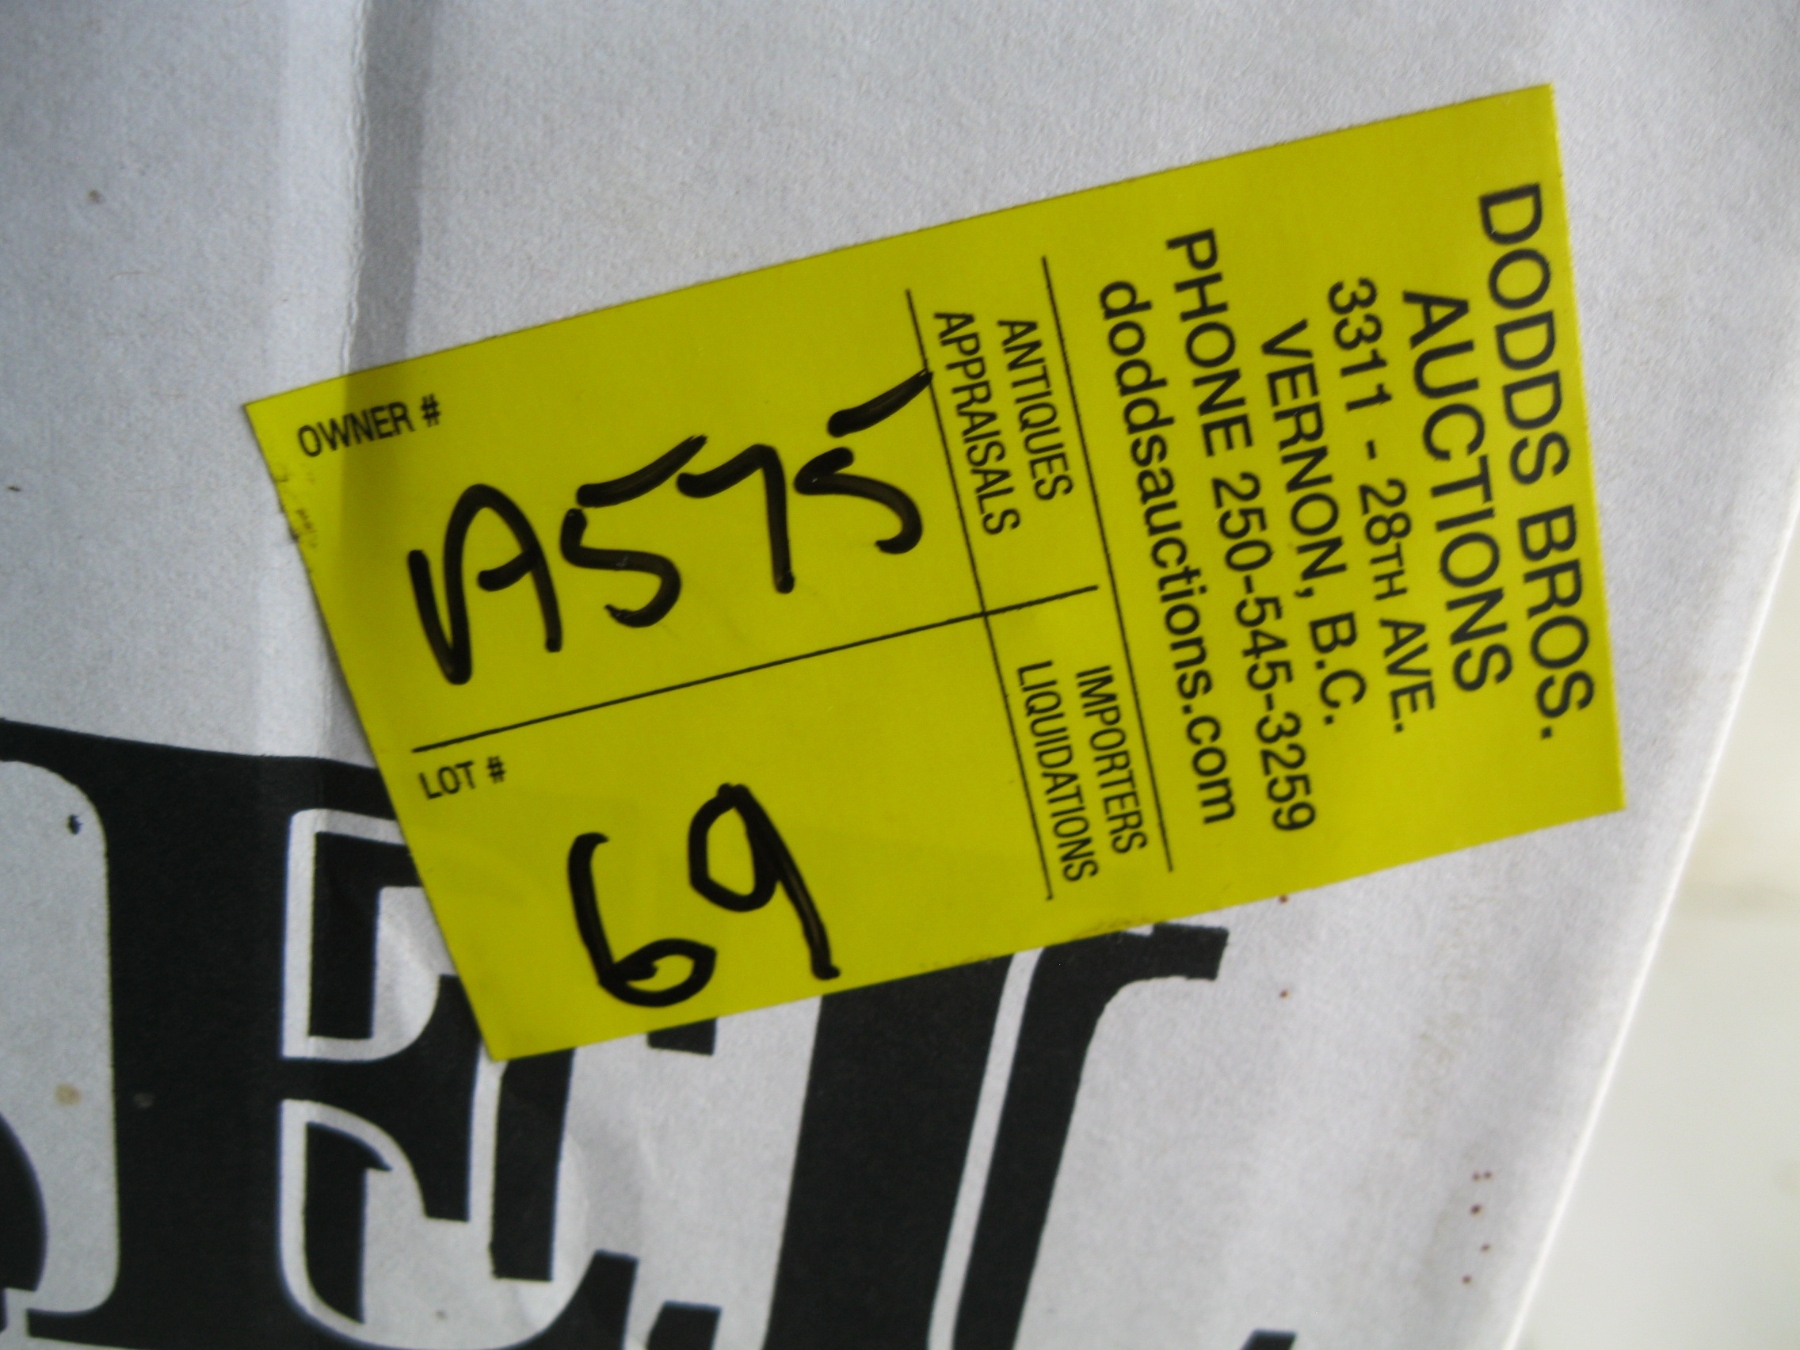 DODDS BROS.
AUCTIONS
3311 - 28TH AVE.
VERNON, B.C.
PHONE 250-545-3259
doddsauctions.com
ANTIQUES
APPRAISALS
IMPORTERS
LIQUIDATIONS
OWNER #
A575
LOT #
69